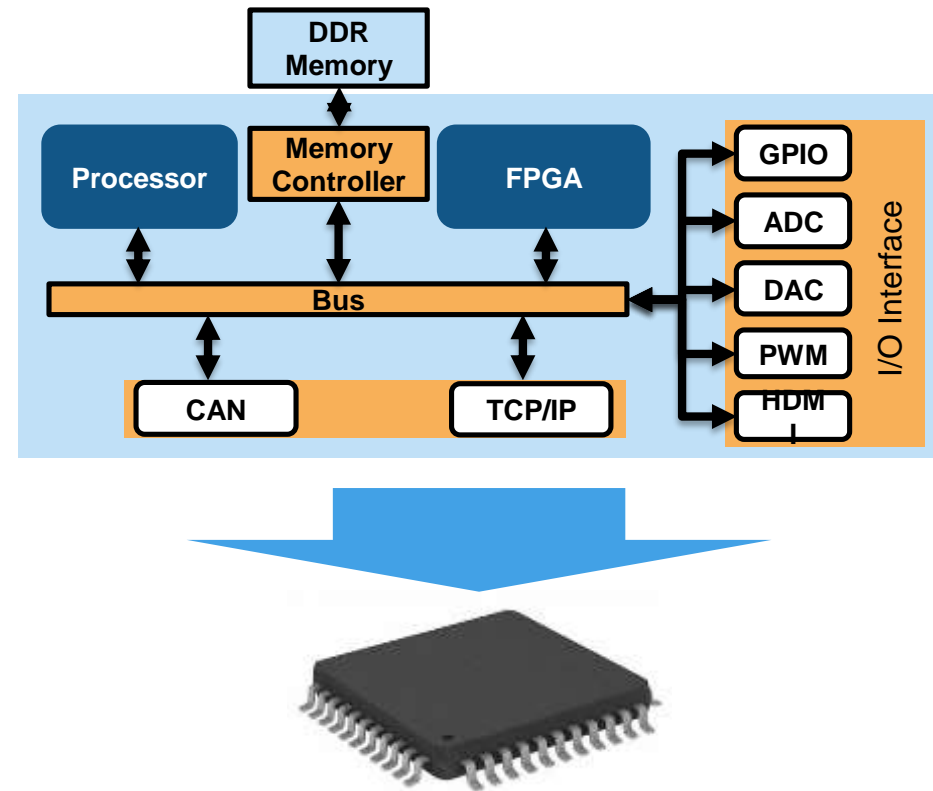 DDR
Memory
Processor
Memory
Controller
FPGA
Bus
CAN
TCP/IP
GPIO
ADC
DAC
PWM
HDM
I
I/O Interface